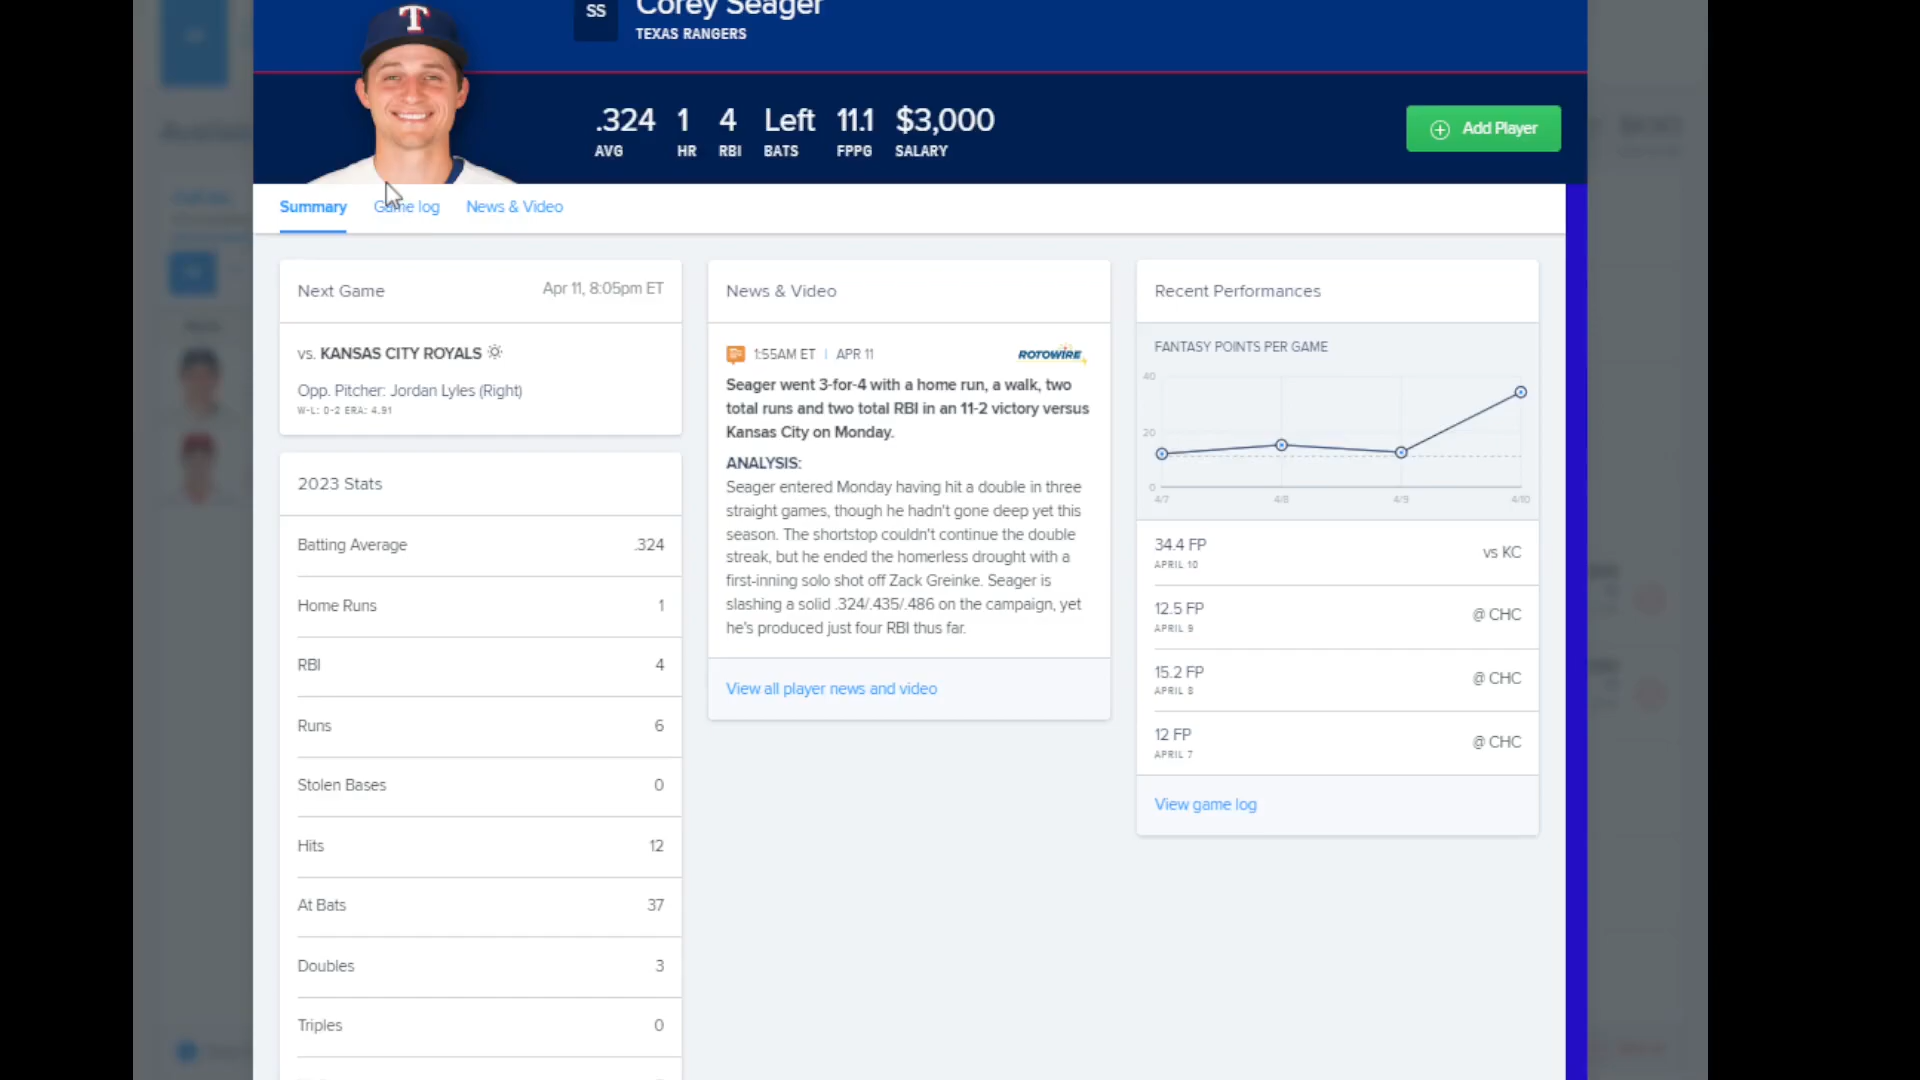 SS
Corey Seager
TEXAS RANGERS
T
.324 1 4 Left 11.1 $3,000
AVG HR RBI BATS FPPG SALARY
Add Player
Summary Game log News & Video
Next Game Apr 11, 8:05pm ET
vs. KANSAS CITY ROYALS
Opp. Pitcher: Jordan Lyles (Right)
W-L: 0-2 ERA: 4.91
2023 Stats
Batting Average .324
Home Runs 1
RBI 4
Runs 6
Stolen Bases 0
Hits 12
At Bats 37
Doubles 3
Triples 0
News & Video
1:55AM ET | APR 11 ROTOWIRE
Seager went 3-for-4 with a home run, a walk, two
total runs and two total RBI in an 11-2 victory versus
Kansas City on Monday.
ANALYSIS:
Seager entered Monday having hit a double in three
straight games, though he hadn't gone deep yet this
season. The shortstop couldn't continue the double
streak, but he ended the homerless drought with a
first-inning solo shot off Zack Greinke. Seager is
slashing a solid .324/.435/.486 on the campaign, yet
he's produced just four RBI thus far.
View all player news and video
Recent Performances
FANTASY POINTS PER GAME
40
20
0
4/7 4/8 4/9 4/10
34.4 FP vs KC
APRIL 10
12.5 FP @ CHC
APRIL 9
15.2 FP @ CHC
APRIL 8
12 FP @ CHC
APRIL 7
View game log